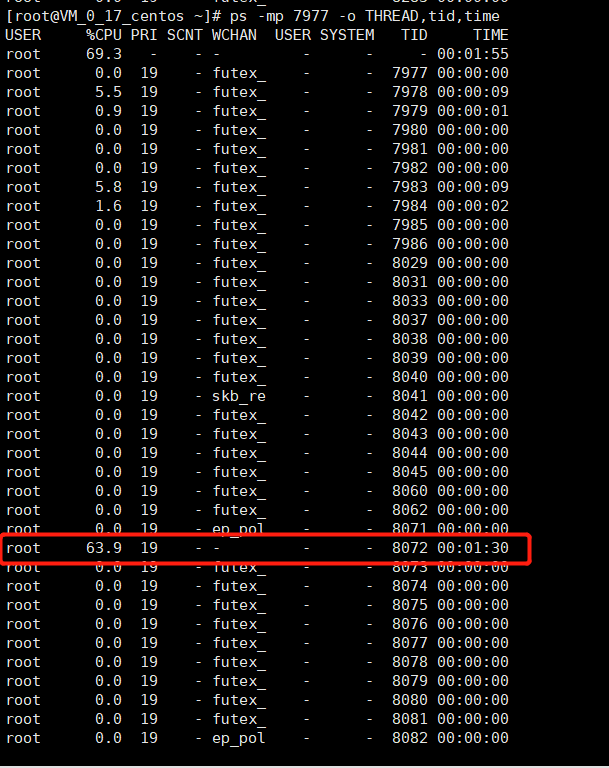 [root@VM_0_17_centos ~]# ps -mp 7977 -o THREAD,tid,time
USER %CPU PRI SCNT WCHAN USER SYSTEM TID TIME
root 69.3 - - - - - - 00:01:55
root 0.0 19 - futex_ - - 7977 00:00:00
root 5.5 19 - futex_ - - 7978 00:00:09
root 0.9 19 - futex_ - - 7979 00:00:01
root 0.0 19 - futex_ - - 7980 00:00:00
root 0.0 19 - futex_ - - 7981 00:00:00
root 0.0 19 - futex_ - - 7982 00:00:00
root 5.8 19 - futex_ - - 7983 00:00:09
root 1.6 19 - futex_ - - 7984 00:00:02
root 0.0 19 - futex_ - - 7985 00:00:00
root 0.0 19 - futex_ - - 7986 00:00:00
root 0.0 19 - futex_ - - 8029 00:00:00
root 0.0 19 - futex_ - - 8031 00:00:00
root 0.0 19 - futex_ - - 8033 00:00:00
root 0.0 19 - futex_ - - 8037 00:00:00
root 0.0 19 - futex_ - - 8038 00:00:00
root 0.0 19 - futex_ - - 8039 00:00:00
root 0.0 19 - futex_ - - 8040 00:00:00
root 0.0 19 - skb_re - - 8041 00:00:00
root 0.0 19 - futex_ - - 8042 00:00:00
root 0.0 19 - futex_ - - 8043 00:00:00
root 0.0 19 - futex_ - - 8044 00:00:00
root 0.0 19 - futex_ - - 8045 00:00:00
root 0.0 19 - futex_ - - 8060 00:00:00
root 0.0 19 - futex_ - - 8062 00:00:00
root 0.0 19 - ep_pol - - 8071 00:00:00
root 63.9 19 - - - - 8072 00:01:30
root 0.0 19 - futex_ - - 8073 00:00:00
root 0.0 19 - futex_ - - 8074 00:00:00
root 0.0 19 - futex_ - - 8075 00:00:00
root 0.0 19 - futex_ - - 8076 00:00:00
root 0.0 19 - futex_ - - 8077 00:00:00
root 0.0 19 - futex_ - - 8078 00:00:00
root 0.0 19 - futex_ - - 8079 00:00:00
root 0.0 19 - futex_ - - 8080 00:00:00
root 0.0 19 - futex_ - - 8081 00:00:00
root 0.0 19 - ep_pol - - 8082 00:00:00